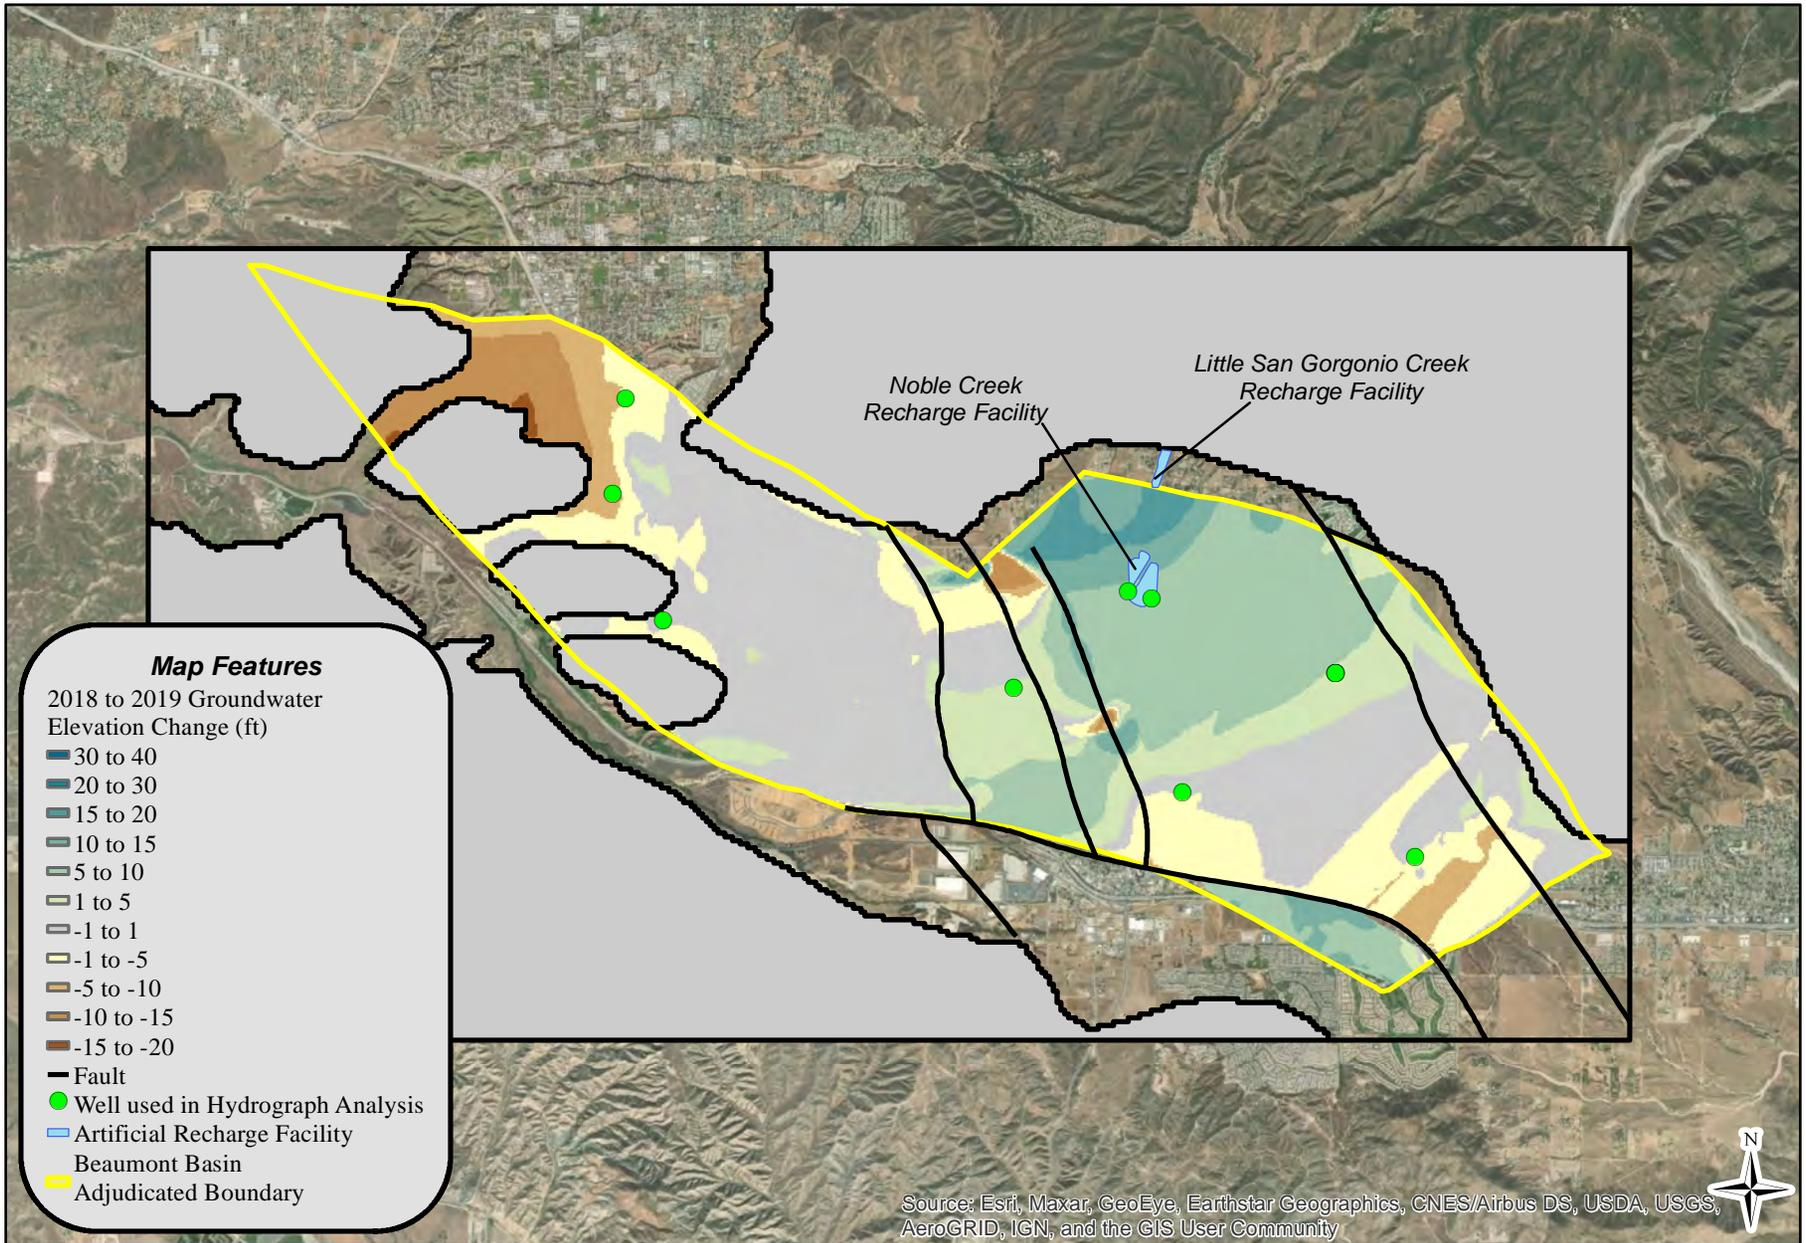 Little San Gorgonio Creek
Recharge Facility
Noble Creek
Recharge Facility
Map Features
2018 to 2019 Groundwater
Elevation Change (ft)
30 to 40
20 to 30
15 to 20
10 to 15
5 to 10
1 to 5
-1 to 1
-1 to -5
-5 to -10
-10 to -15
-15 to -20
Fault
Well used in Hydrograph Analysis
Artificial Recharge Facility
Beaumont Basin
Adjudicated Boundary
N
Source: Esri, Maxar, GeoEye, Earthstar Geographics, CNES/Airbus DS, USDA, USGS,
AeroGRID, IGN, and the GIS User Community